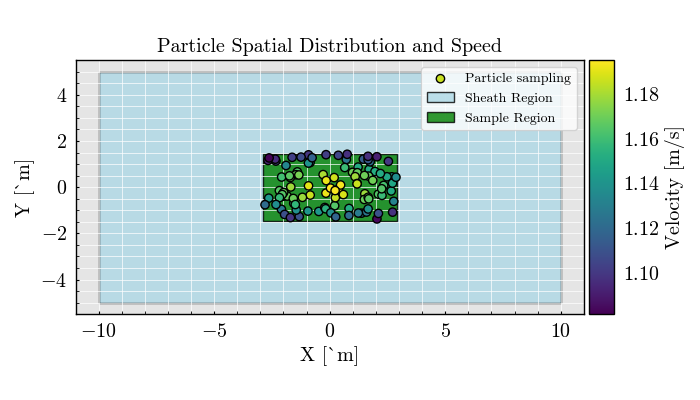 Particle Spatial Distribution and Speed
Particle sampling
Sheath Region
Sample Region
4
2
0
−2
−4
Y [`m]
−10
−5
0
5
10
X [`m]
1.18
1.16
1.14
1.12
1.10
Velocity [m/s]